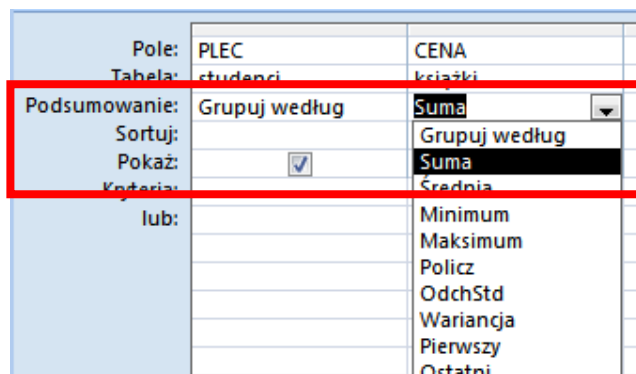 Pole: PLEC CENA
Tabela: studenci książki
Podsumowanie: Grupuj według Suma
Sortuj: Grupuj według
Pokaż: Suma
Kryteria: Średnia
lub: Minimum
Maksimum
Policz
OdchStd
Wariancja
Pierwszy
Ostatni